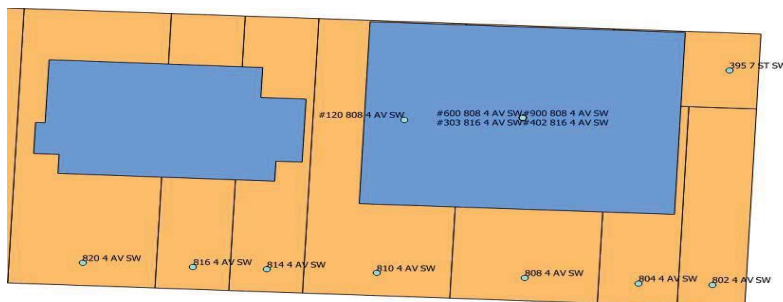 395 7 ST SW
#120 808 4 AV SW
#600 808 4 AV SW#900 808 4 AV SW
#303 816 4 AV SW#402 816 4 AV SW
820 4 AV SW
816 4 AV SW
814 4 AV SW
810 4 AV SW
808 4 AV SW
804 4 AV SW
802 4 AV SW